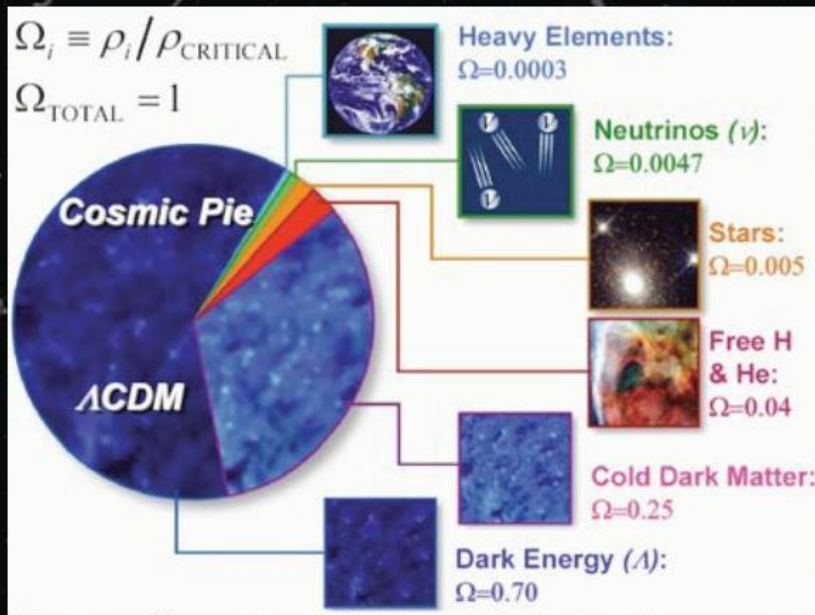 Ωᵢ ≡ ρᵢ/ρCRITICAL
ΩTOTAL = 1
Cosmic Pie
ΛCDM
Heavy Elements:
Ω=0.0003
Neutrinos (ν):
Ω=0.0047
ν
ν
ν
Stars:
Ω=0.005
Free H
& He:
Ω=0.04
Cold Dark Matter:
Ω=0.25
Dark Energy (Λ):
Ω=0.70